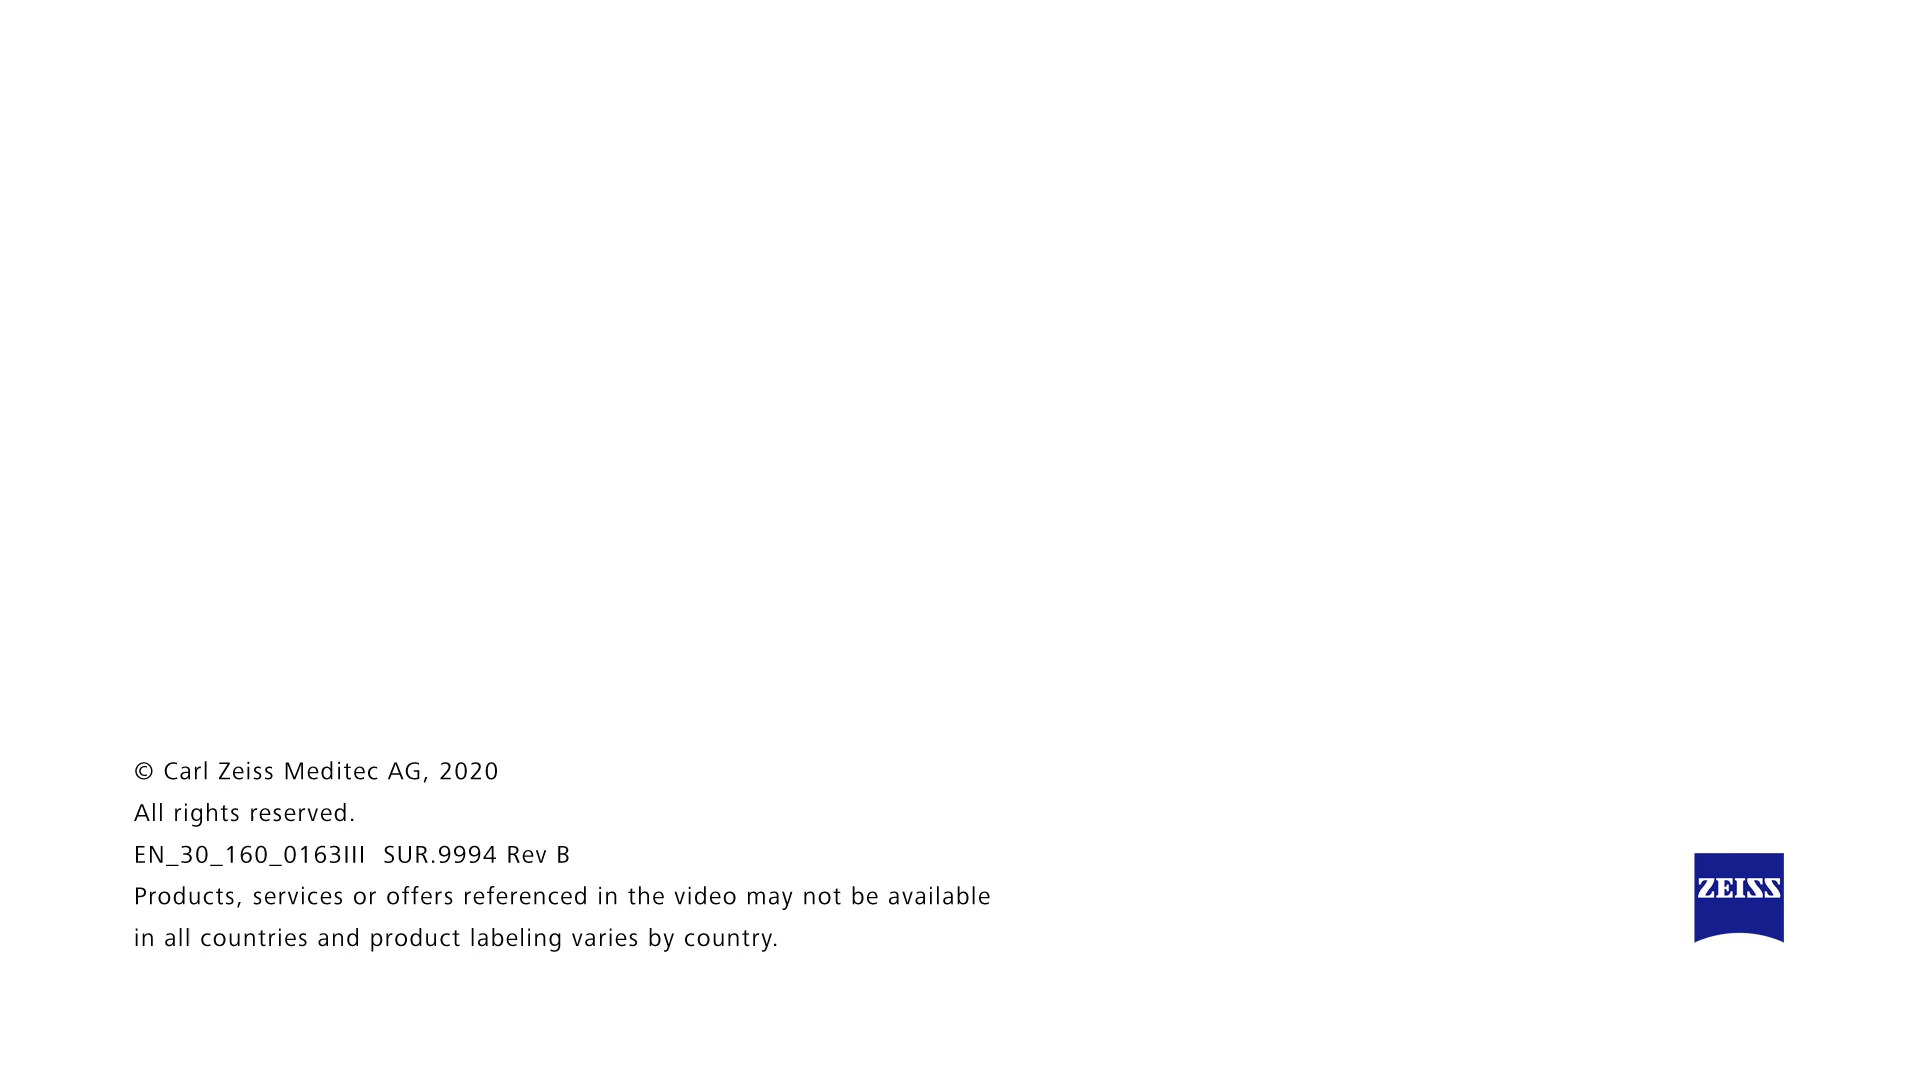 © Carl Zeiss Meditec AG, 2020
All rights reserved.
EN_30_160_0163III  SUR.9994 Rev B
Products, services or offers referenced in the video may not be available
in all countries and product labeling varies by country.
ZEISS